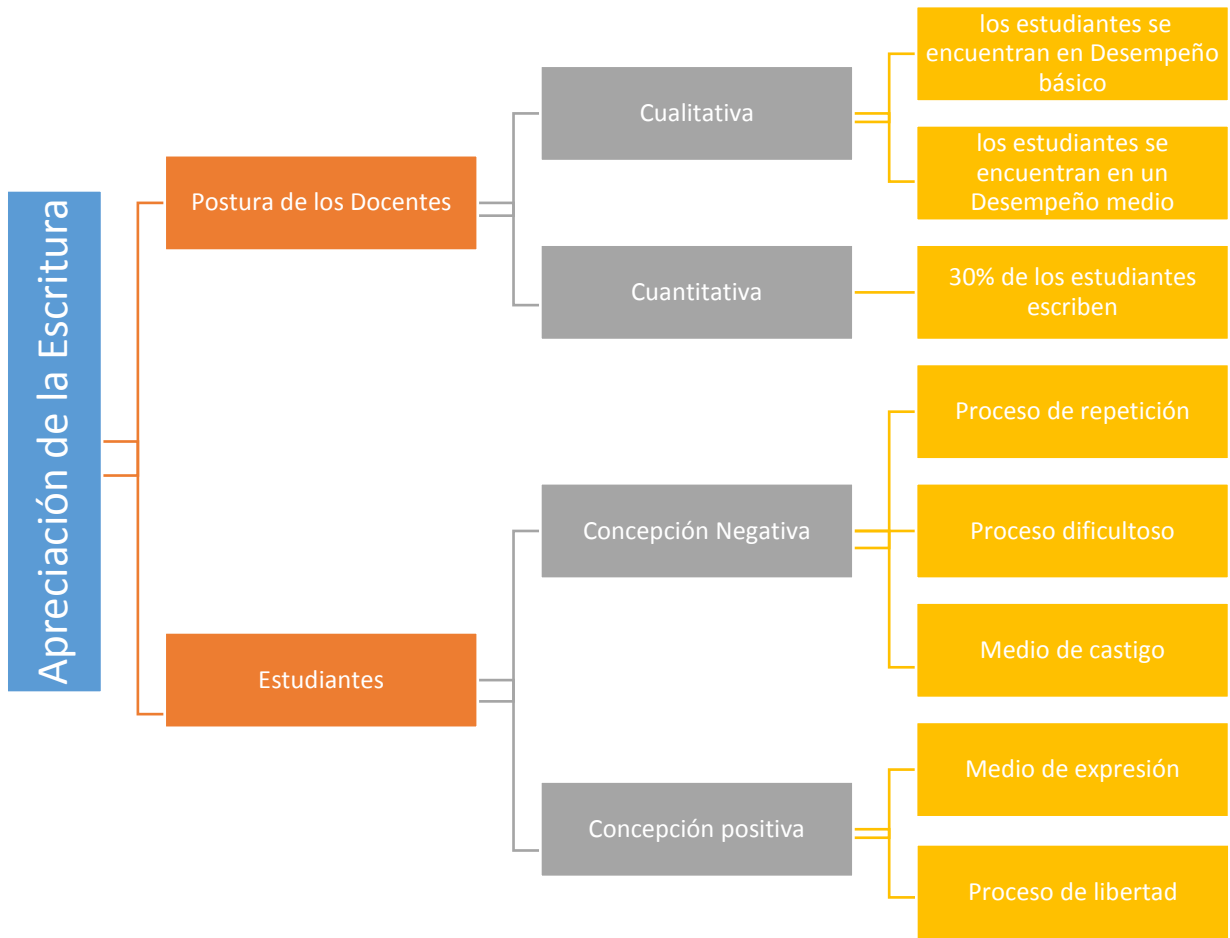 Apreciación de la Escritura
Postura de los Docentes
Cualitativa
los estudiantes se
encuentran en Desempeño
básico
los estudiantes se
encuentran en un
Desempeño medio
Cuantitativa
30% de los estudiantes
escriben
Estudiantes
Concepción Negativa
Proceso de repetición
Proceso dificultoso
Medio de castigo
Concepción positiva
Medio de expresión
Proceso de libertad